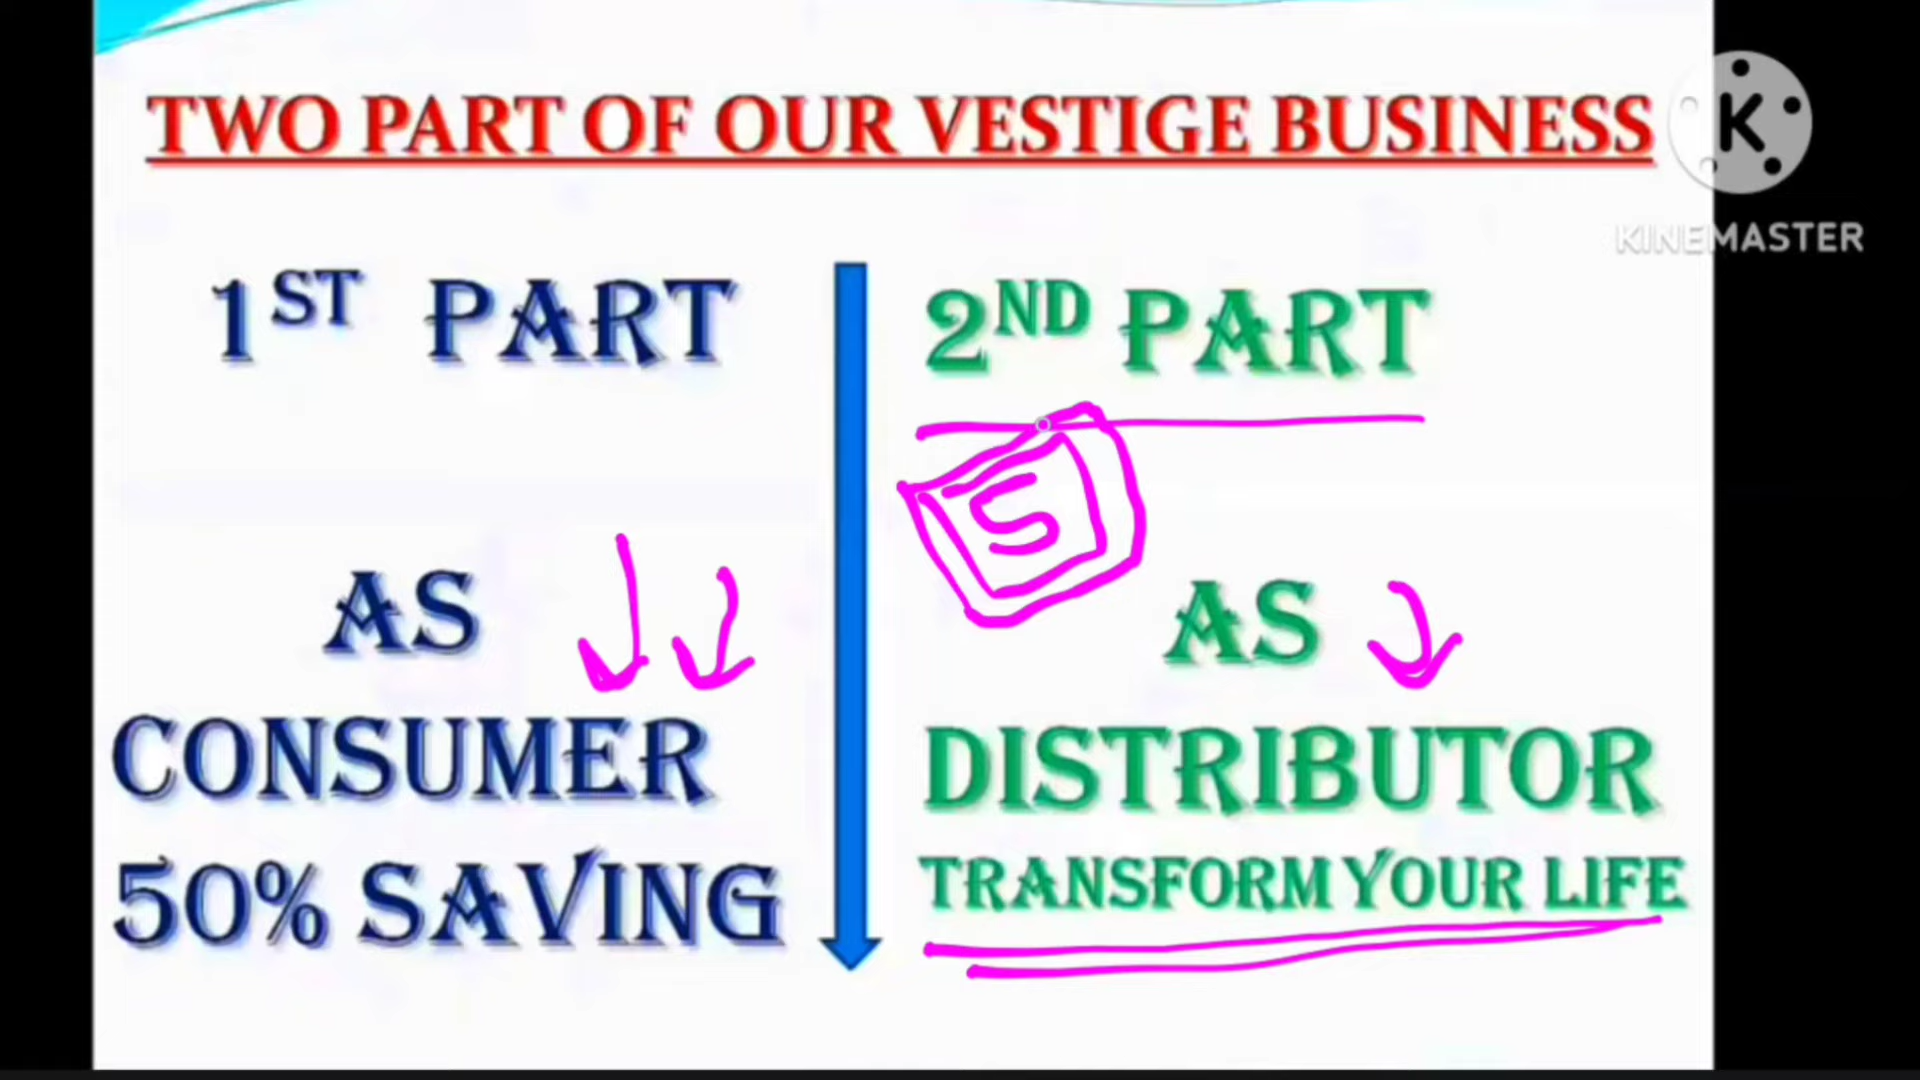 TWO PART OF OUR VESTIGE BUSINESS
K
KINEMASTER
1ST PART
AS
CONSUMER
50% SAVING
2ND PART
5
AS
DISTRIBUTOR
TRANSFORM YOUR LIFE